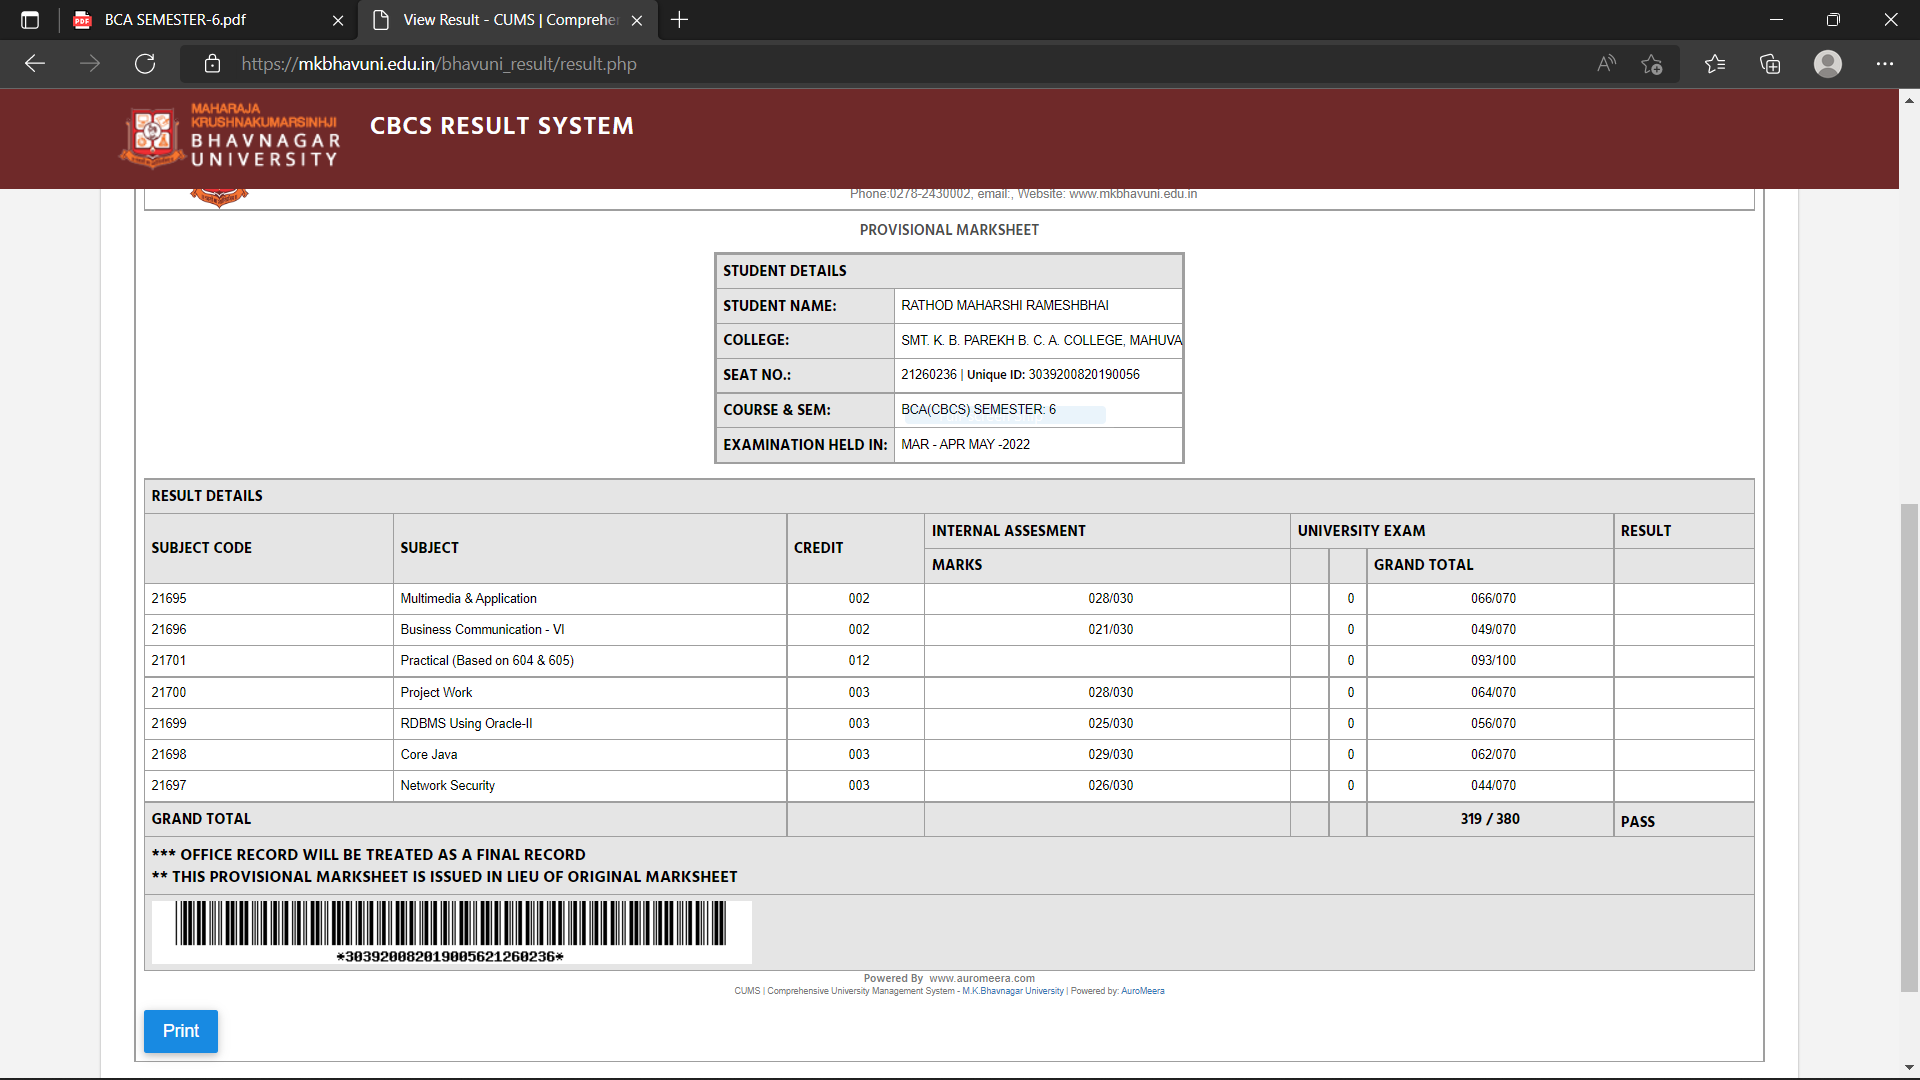 BCA SEMESTER-6.pdf
View Result - CUMS | Comprehen
https://mkbhavuni.edu.in/bhavuni_result/result.php
MAHARAJA
KRUSHNAKUMARSINHJI
BHAVNAGAR
UNIVERSITY
CBCS RESULT SYSTEM
Phone:0278-2430002, email:, Website: www.mkbhavuni.edu.in
PROVISIONAL MARKSHEET
STUDENT DETAILS
STUDENT NAME: RATHOD MAHARSHI RAMESHBHAI
COLLEGE: SMT. K. B. PAREKH B. C. A. COLLEGE, MAHUVA
SEAT NO.: 21260236 | Unique ID: 3039200820190056
COURSE & SEM: BCA(CBCS) SEMESTER: 6
EXAMINATION HELD IN: MAR - APR MAY -2022
RESULT DETAILS
SUBJECT CODE SUBJECT CREDIT INTERNAL ASSESMENT UNIVERSITY EXAM RESULT
MARKS GRAND TOTAL
21695 Multimedia & Application 002 028/030 0 066/070
21696 Business Communication - VI 002 021/030 0 049/070
21701 Practical (Based on 604 & 605) 012 0 093/100
21700 Project Work 003 028/030 0 064/070
21699 RDBMS Using Oracle-II 003 025/030 0 056/070
21698 Core Java 003 029/030 0 062/070
21697 Network Security 003 026/030 0 044/070
GRAND TOTAL 319 / 380 PASS
*** OFFICE RECORD WILL BE TREATED AS A FINAL RECORD
** THIS PROVISIONAL MARKSHEET IS ISSUED IN LIEU OF ORIGINAL MARKSHEET
*303920082019005621260236*
Powered By www.auromeera.com
CUMS | Comprehensive University Management System - M.K.Bhavnagar University | Powered by: AuroMeera
Print